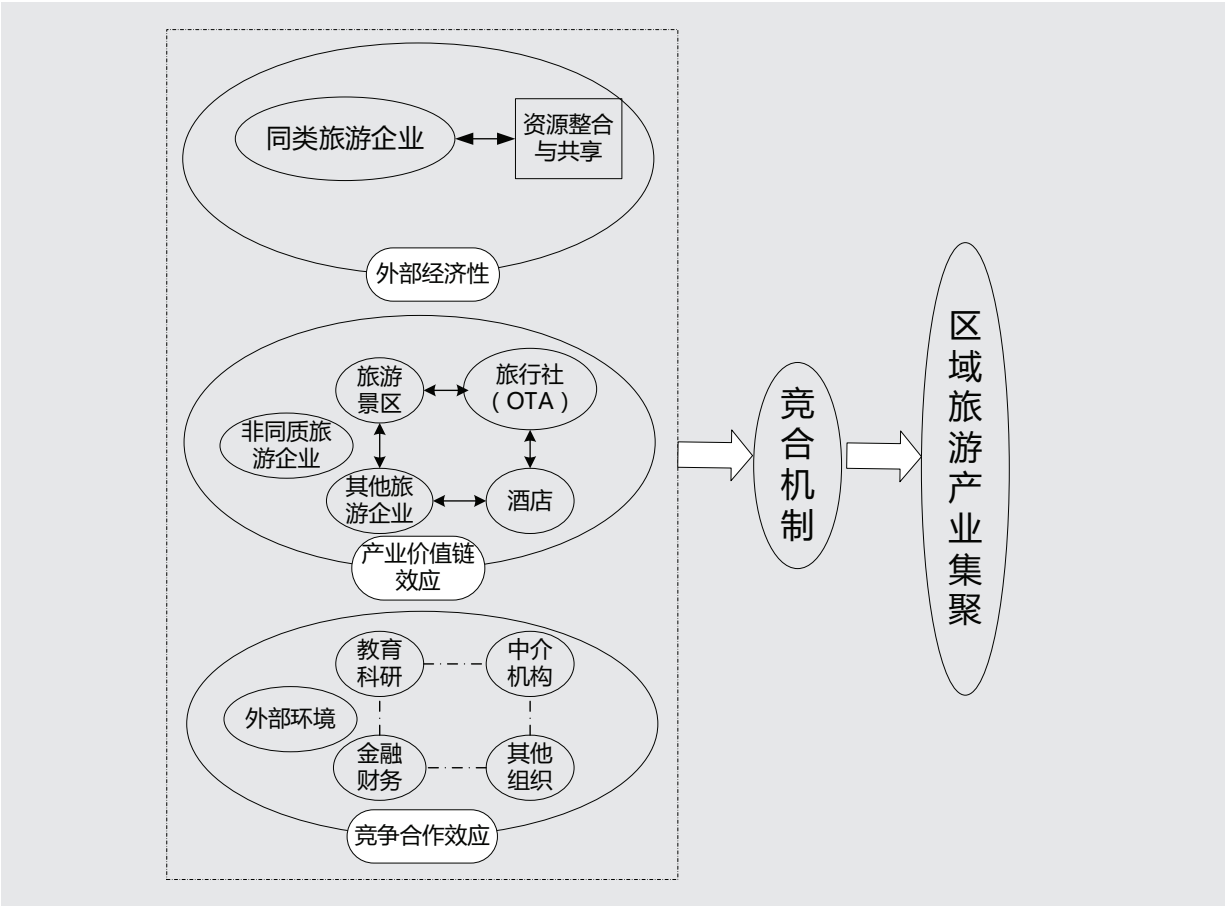 同类旅游企业
资源整合
与共享
外部经济性
旅游
景区
旅行社
（OTA）
非同质旅
游企业
其他旅
游企业
酒店
产业价值链
效应
教育
科研
中介
机构
外部环境
金融
财务
其他
组织
竞争合作效应
竞合机制
区域旅游产业集聚